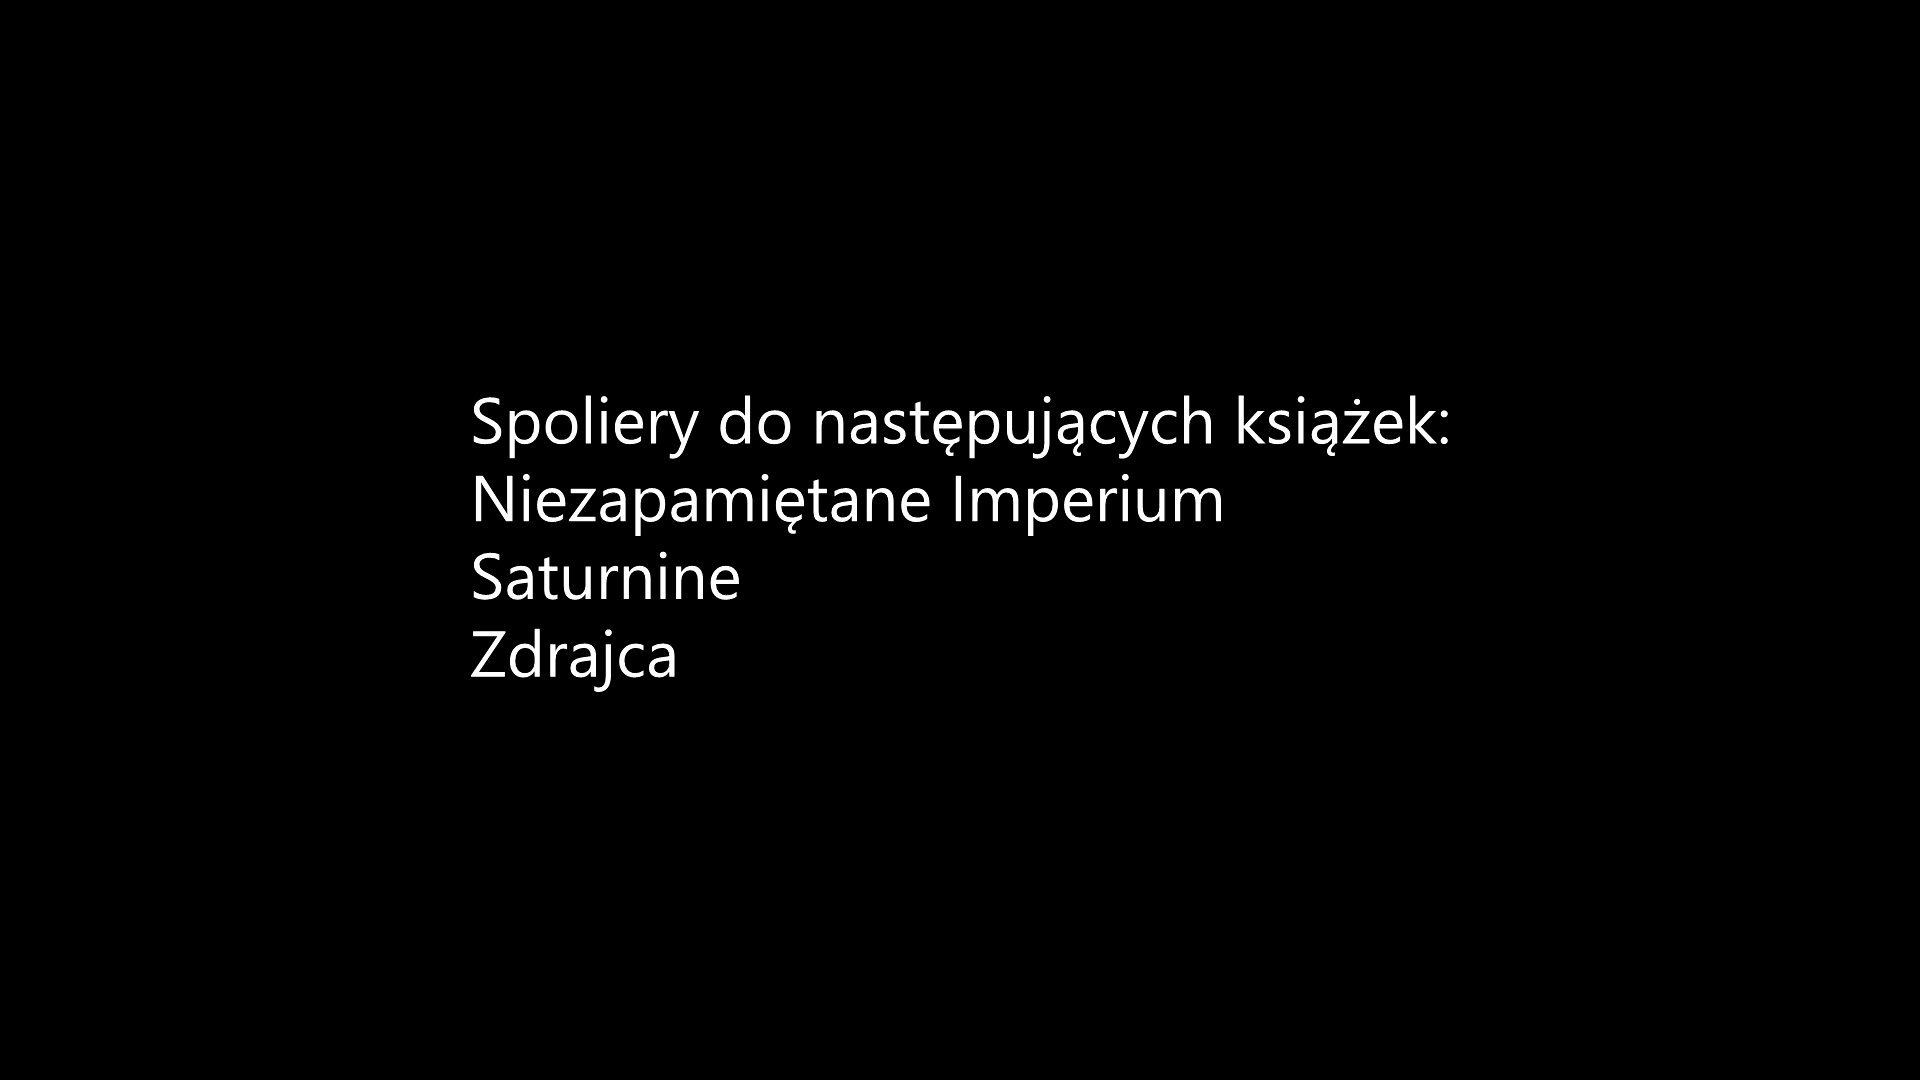 Spoliery do następujących książek:
Niezapamiętane Imperium
Saturnine
Zdrajca